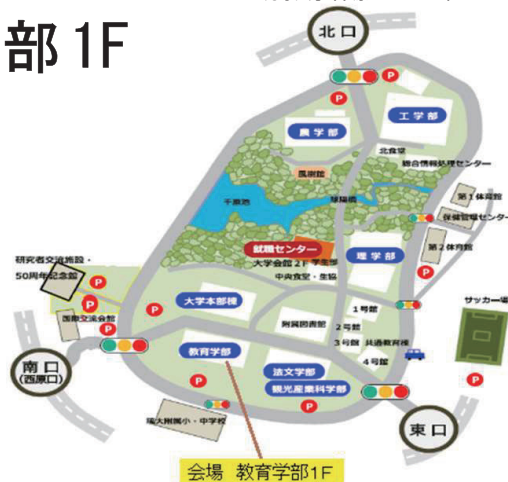 部 1F
北口
P
P
工学部
農学部
北食堂
総合情報処理センター
風樹館
千原池
球陽橋
第1体育館
保健管理センター
就職センター
大学会館2F 学生部
中央食堂・生協
理学部
第2体育館
P
研究者交流施設・
50周年記念館
P
P
国際交流会館
P
P
大学本部棟
附属図書館
1号館
2号館
3号館 共通教育棟
4号館
サッカー場
教育学部
法文学部
観光産業科学部
南口
(西原口)
P
P
P
琉大附属小・中学校
東口
会場 教育学部1F